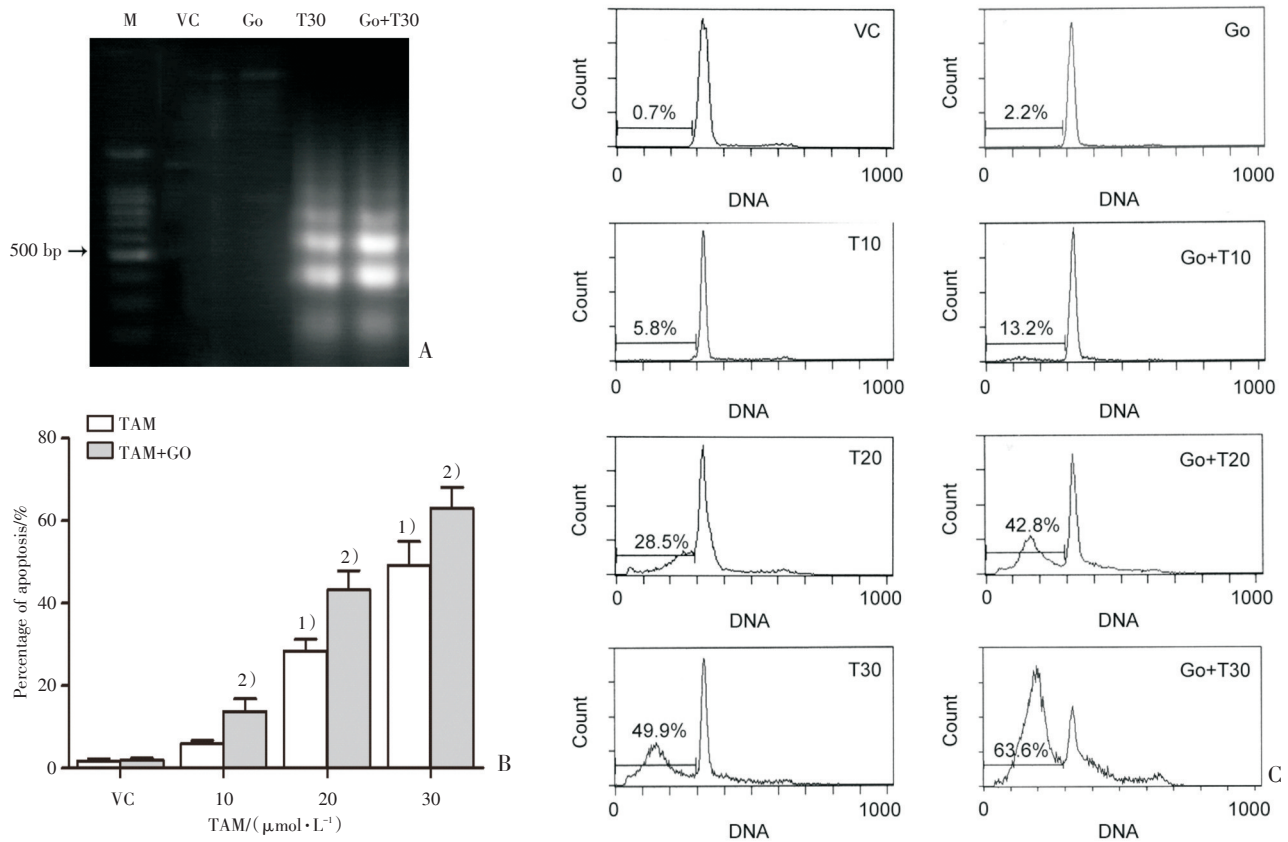 M VC Go T30 Go+T30
500 bp →
A
TAM
TAM+GO
80
60
40
20
0
Percentage of apoptosis/%
2)
1)
2)
1)
2)
VC 10 20 30
TAM/(μmol·L⁻¹)
B
VC
Count
0.7%
0 1000
DNA
Go
Count
2.2%
0 1000
DNA
T10
Count
5.8%
0 1000
DNA
Go+T10
Count
13.2%
0 1000
DNA
T20
Count
28.5%
0 1000
DNA
Go+T20
Count
42.8%
0 1000
DNA
T30
Count
49.9%
0 1000
DNA
Go+T30
Count
63.6%
0 1000
DNA
C